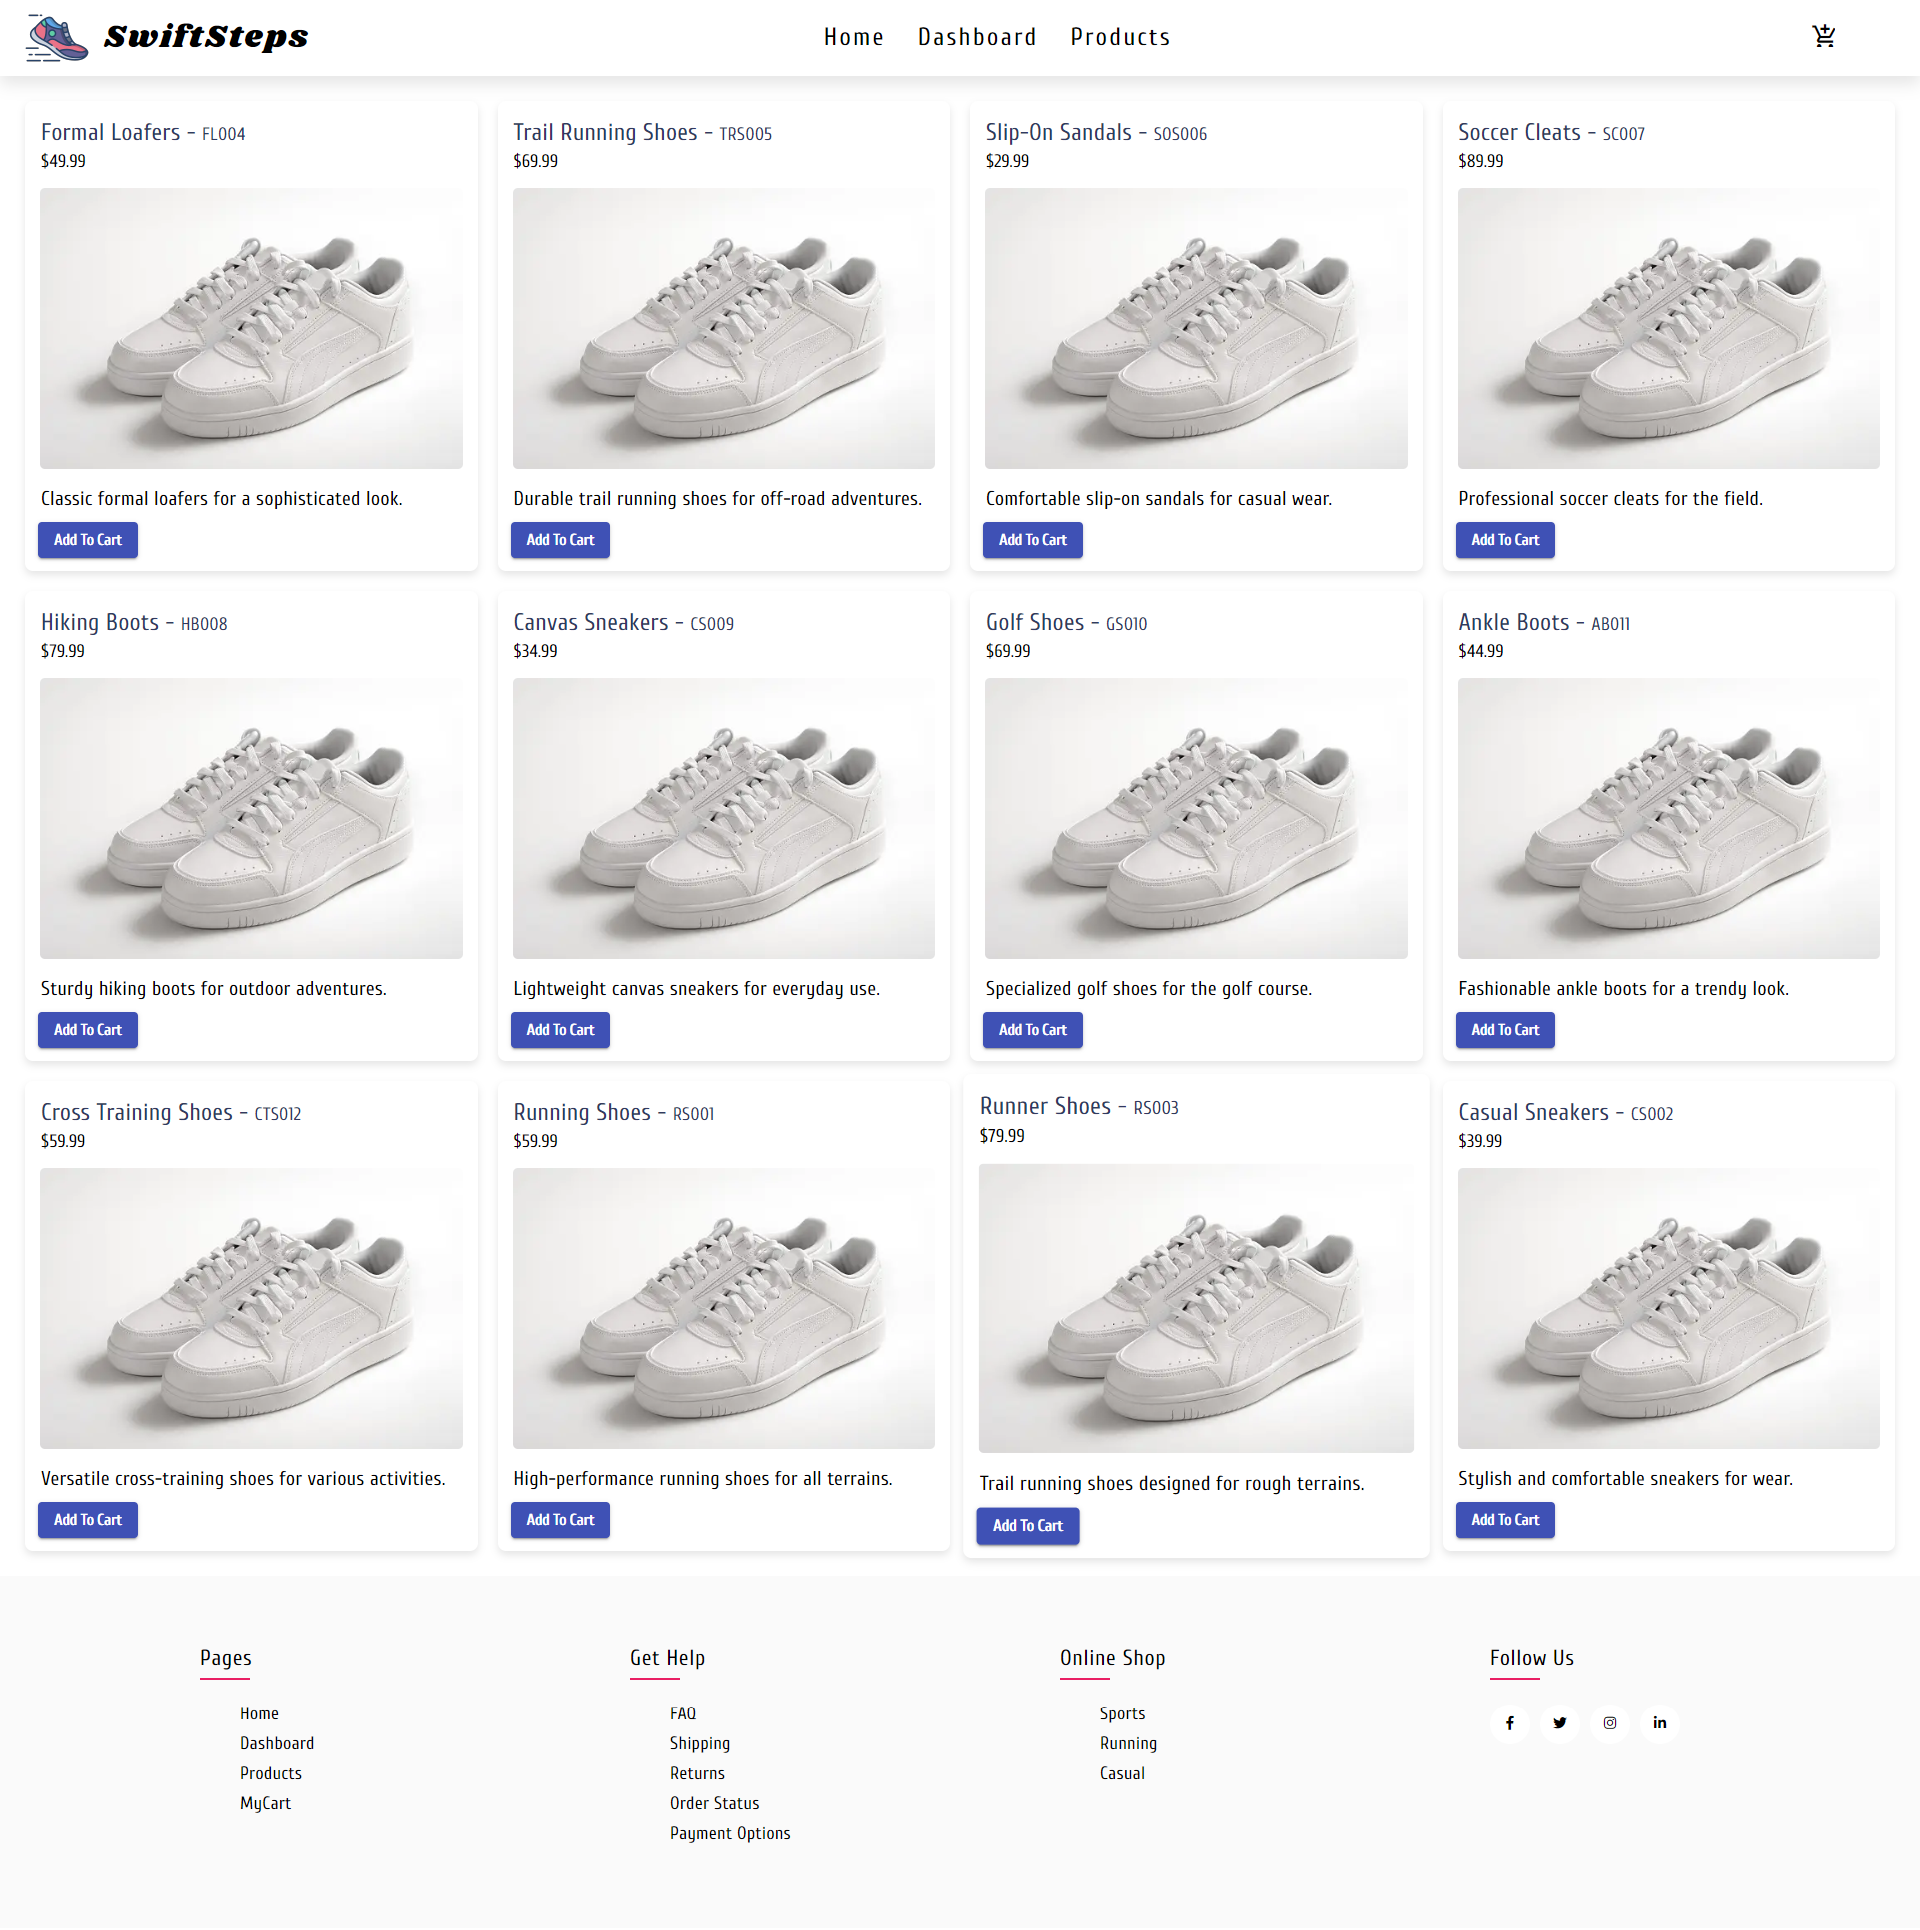 SwiftSteps
Home Dashboard Products
Formal Loafers - FL004
$49.99
Classic formal loafers for a sophisticated look.
Add To Cart
Trail Running Shoes - TRS005
$69.99
Durable trail running shoes for off-road adventures.
Add To Cart
Slip-On Sandals - SOS006
$29.99
Comfortable slip-on sandals for casual wear.
Add To Cart
Soccer Cleats - SC007
$89.99
Professional soccer cleats for the field.
Add To Cart
Hiking Boots - HB008
$79.99
Sturdy hiking boots for outdoor adventures.
Add To Cart
Canvas Sneakers - CS009
$34.99
Lightweight canvas sneakers for everyday use.
Add To Cart
Golf Shoes - GS010
$69.99
Specialized golf shoes for the golf course.
Add To Cart
Ankle Boots - AB011
$44.99
Fashionable ankle boots for a trendy look.
Add To Cart
Cross Training Shoes - CTS012
$59.99
Versatile cross-training shoes for various activities.
Add To Cart
Running Shoes - RS001
$59.99
High-performance running shoes for all terrains.
Add To Cart
Runner Shoes - RS003
$79.99
Trail running shoes designed for rough terrains.
Add To Cart
Casual Sneakers - CS002
$39.99
Stylish and comfortable sneakers for wear.
Add To Cart
Pages
Home
Dashboard
Products
MyCart
Get Help
FAQ
Shipping
Returns
Order Status
Payment Options
Online Shop
Sports
Running
Casual
Follow Us